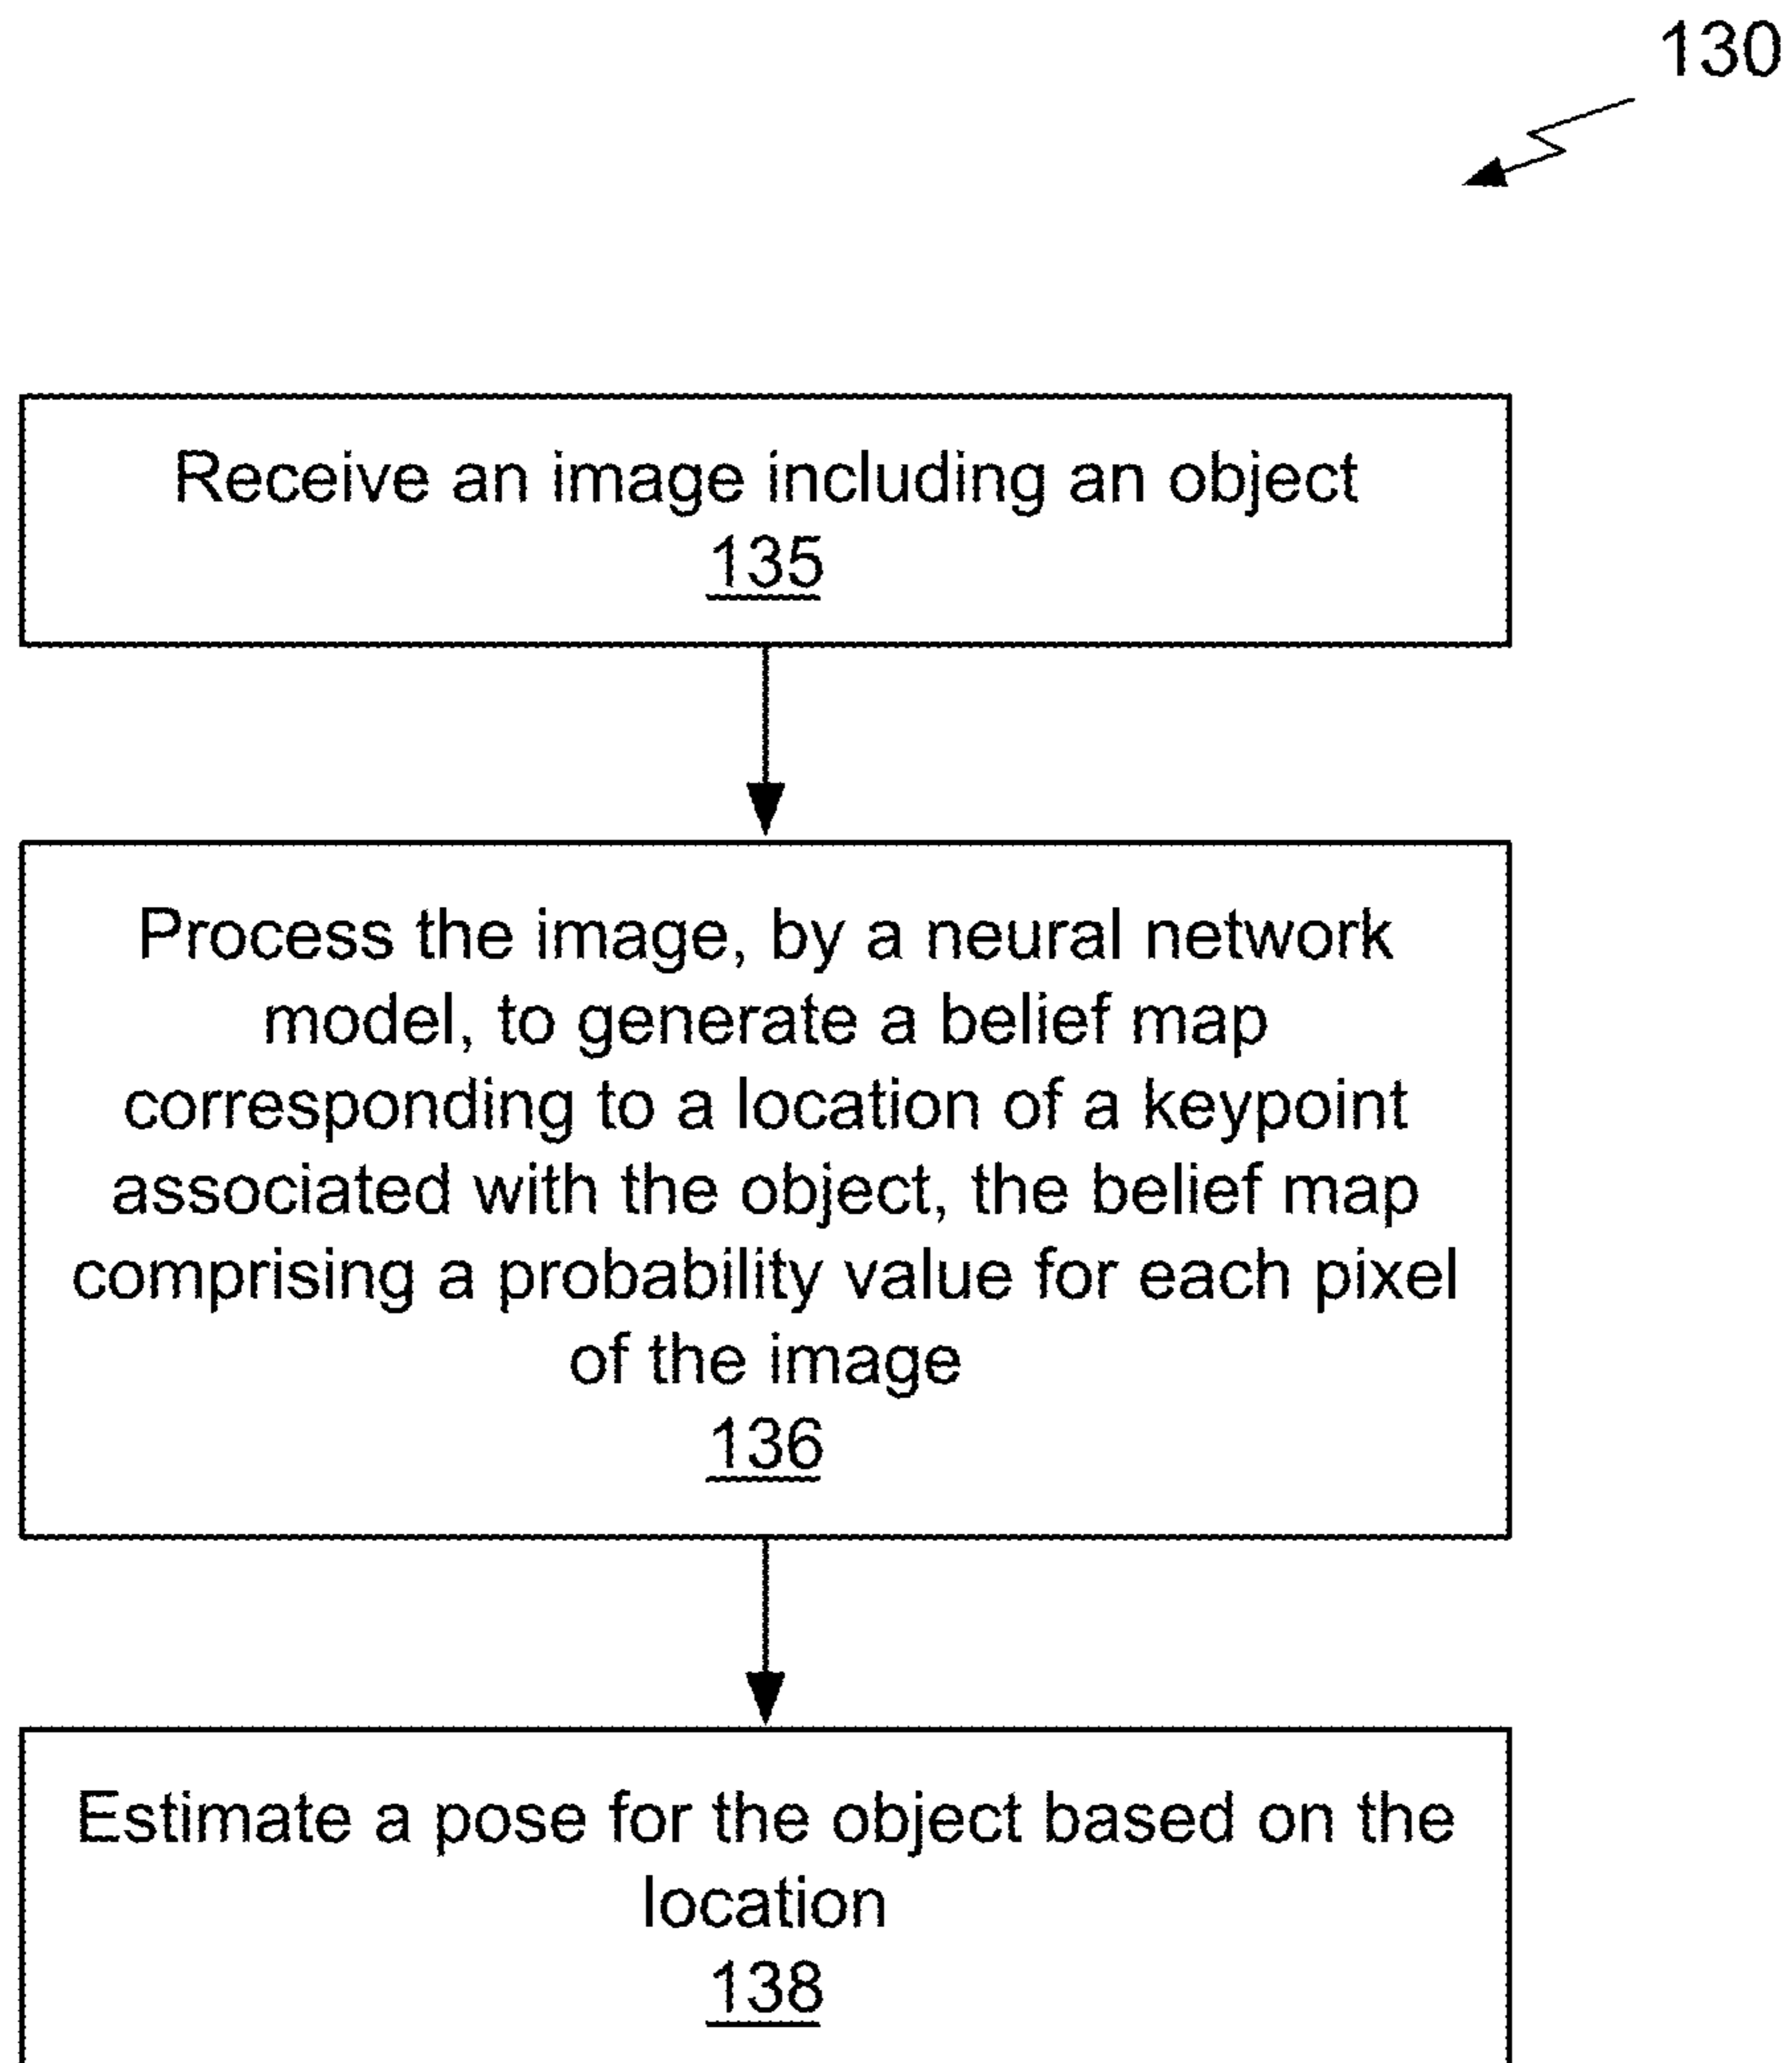 130
Receive an image including an object
135
Process the image, by a neural network
model, to generate a belief map
corresponding to a location of a keypoint
associated with the object, the belief map
comprising a probability value for each pixel
of the image
136
Estimate a pose for the object based on the
location
138